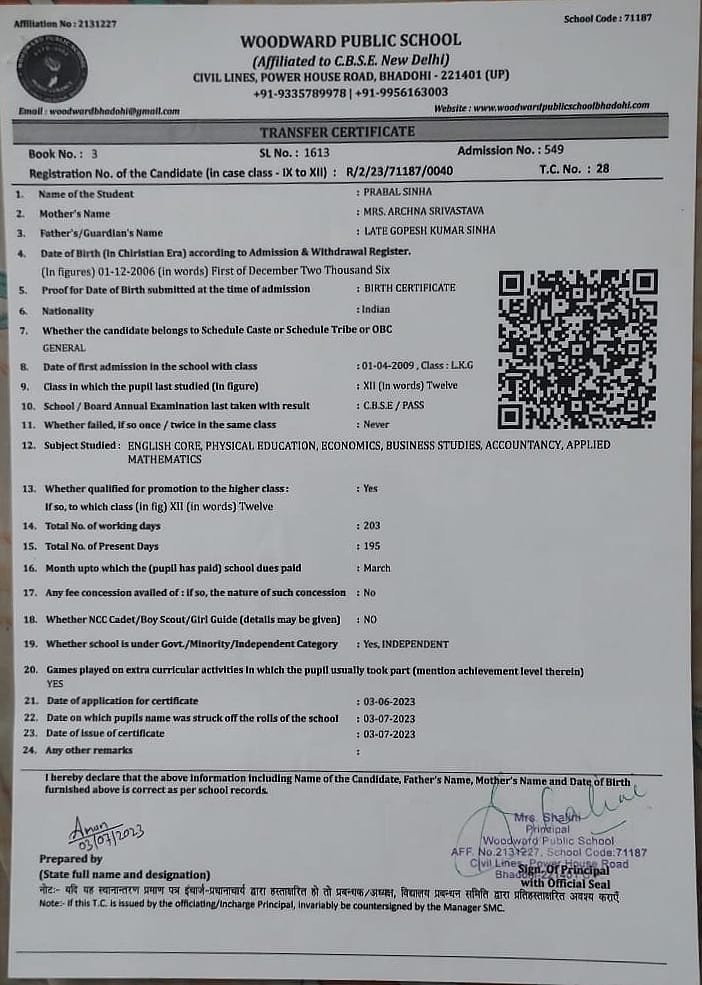 Affiliation No : 2131227
School Code : 71187
WOODWARD PUBLIC SCHOOL
(Affiliated to C.B.S.E. New Delhi)
CIVIL LINES, POWER HOUSE ROAD, BHADOHI - 221401 (UP)
+91-9335789978 | +91-9956163003
Email : woodwardbhadohi@gmail.com
Website : www.woodwardpublicschoolbhadohi.com
TRANSFER CERTIFICATE
Book No. : 3 SL No. : 1613 Admission No. : 549
Registration No. of the Candidate (in case class - IX to XII) : R/2/23/71187/0040 T.C. No. : 28
1. Name of the Student : PRABAL SINHA
2. Mother's Name : MRS. ARCHNA SRIVASTAVA
3. Father's/Guardian's Name : LATE GOPESH KUMAR SINHA
4. Date of Birth (in Chiristian Era) according to Admission & Withdrawal Register.
(In figures) 01-12-2006 (in words) First of December Two Thousand Six
5. Proof for Date of Birth submitted at the time of admission : BIRTH CERTIFICATE
6. Nationality : Indian
7. Whether the candidate belongs to Schedule Caste or Schedule Tribe or OBC
GENERAL
8. Date of first admission in the school with class : 01-04-2009 , Class : L.K.G
9. Class in which the pupil last studied (in figure) : XII (in words) Twelve
10. School / Board Annual Examination last taken with result : C.B.S.E / PASS
11. Whether failed, if so once / twice in the same class : Never
12. Subject Studied : ENGLISH CORE, PHYSICAL EDUCATION, ECONOMICS, BUSINESS STUDIES, ACCOUNTANCY, APPLIED
MATHEMATICS
13. Whether qualified for promotion to the higher class : : Yes
If so, to which class (in fig) XII (in words) Twelve
14. Total No. of working days : 203
15. Total No. of Present Days : 195
16. Month upto which the (pupil has paid) school dues paid : March
17. Any fee concession availed of : if so, the nature of such concession : No
18. Whether NCC Cadet/Boy Scout/Girl Guide (details may be given) : NO
19. Whether school is under Govt./Minority/Independent Category : Yes, INDEPENDENT
20. Games played on extra curricular activities in which the pupil usually took part (mention achievement level therein)
YES
21. Date of application for certificate : 03-06-2023
22. Date on which pupils name was struck off the rolls of the school : 03-07-2023
23. Date of issue of certificate : 03-07-2023
24. Any other remarks :
I hereby declare that the above information including Name of the Candidate, Father's Name, Mother's Name and Date of Birth
furnished above is correct as per school records.
03/07/2023
Mrs. Shalini
Principal
Woodward Public School
AFF. No.2131227, School Code:71187
Civil Lines, Power House Road
Bhadohi-221401
Prepared by
(State full name and designation)
Sign. Of Principal
with Official Seal
नोट:- यदि यह स्थानान्तरण प्रमाण पत्र इंचार्ज-प्रधानाचार्य द्वारा हस्ताक्षरित हो तो प्रबन्धक/अध्यक्ष, विद्यालय प्रबन्धन समिति द्वारा प्रतिहस्ताक्षरित अवश्य कराएँ
Note:- If this T.C. is issued by the officiating/Incharge Principal, invariably be countersigned by the Manager SMC.